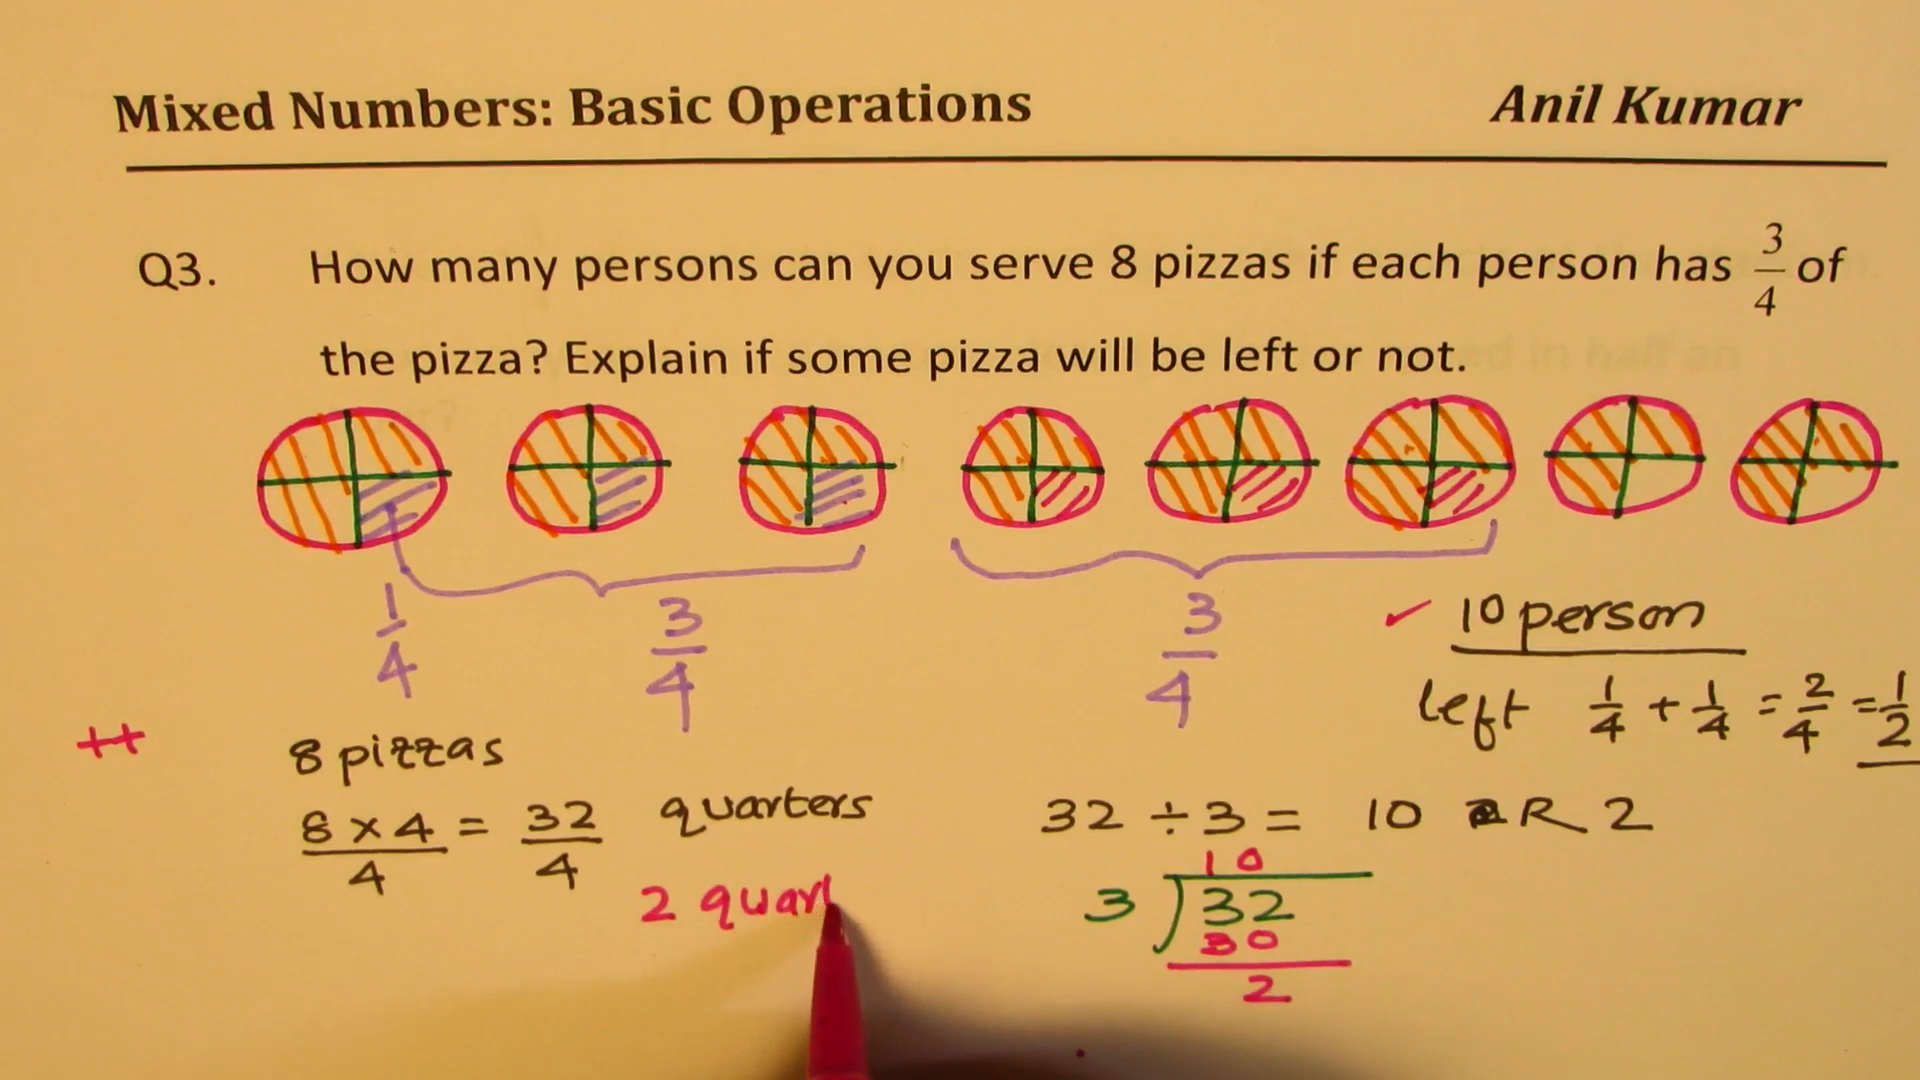 Mixed Numbers: Basic Operations Anil Kumar
Q3. How many persons can you serve 8 pizzas if each person has 3/4 of
the pizza? Explain if some pizza will be left or not.
1/4 3/4 3/4 ✓ 10 person
left 1/4 + 1/4 = 2/4 = 1/2
++ 8 pizzas
8 x 4/4 = 32/4 quarters 32 ÷ 3 = 10 R 2
2 quart
10
3 ) 32
30
2